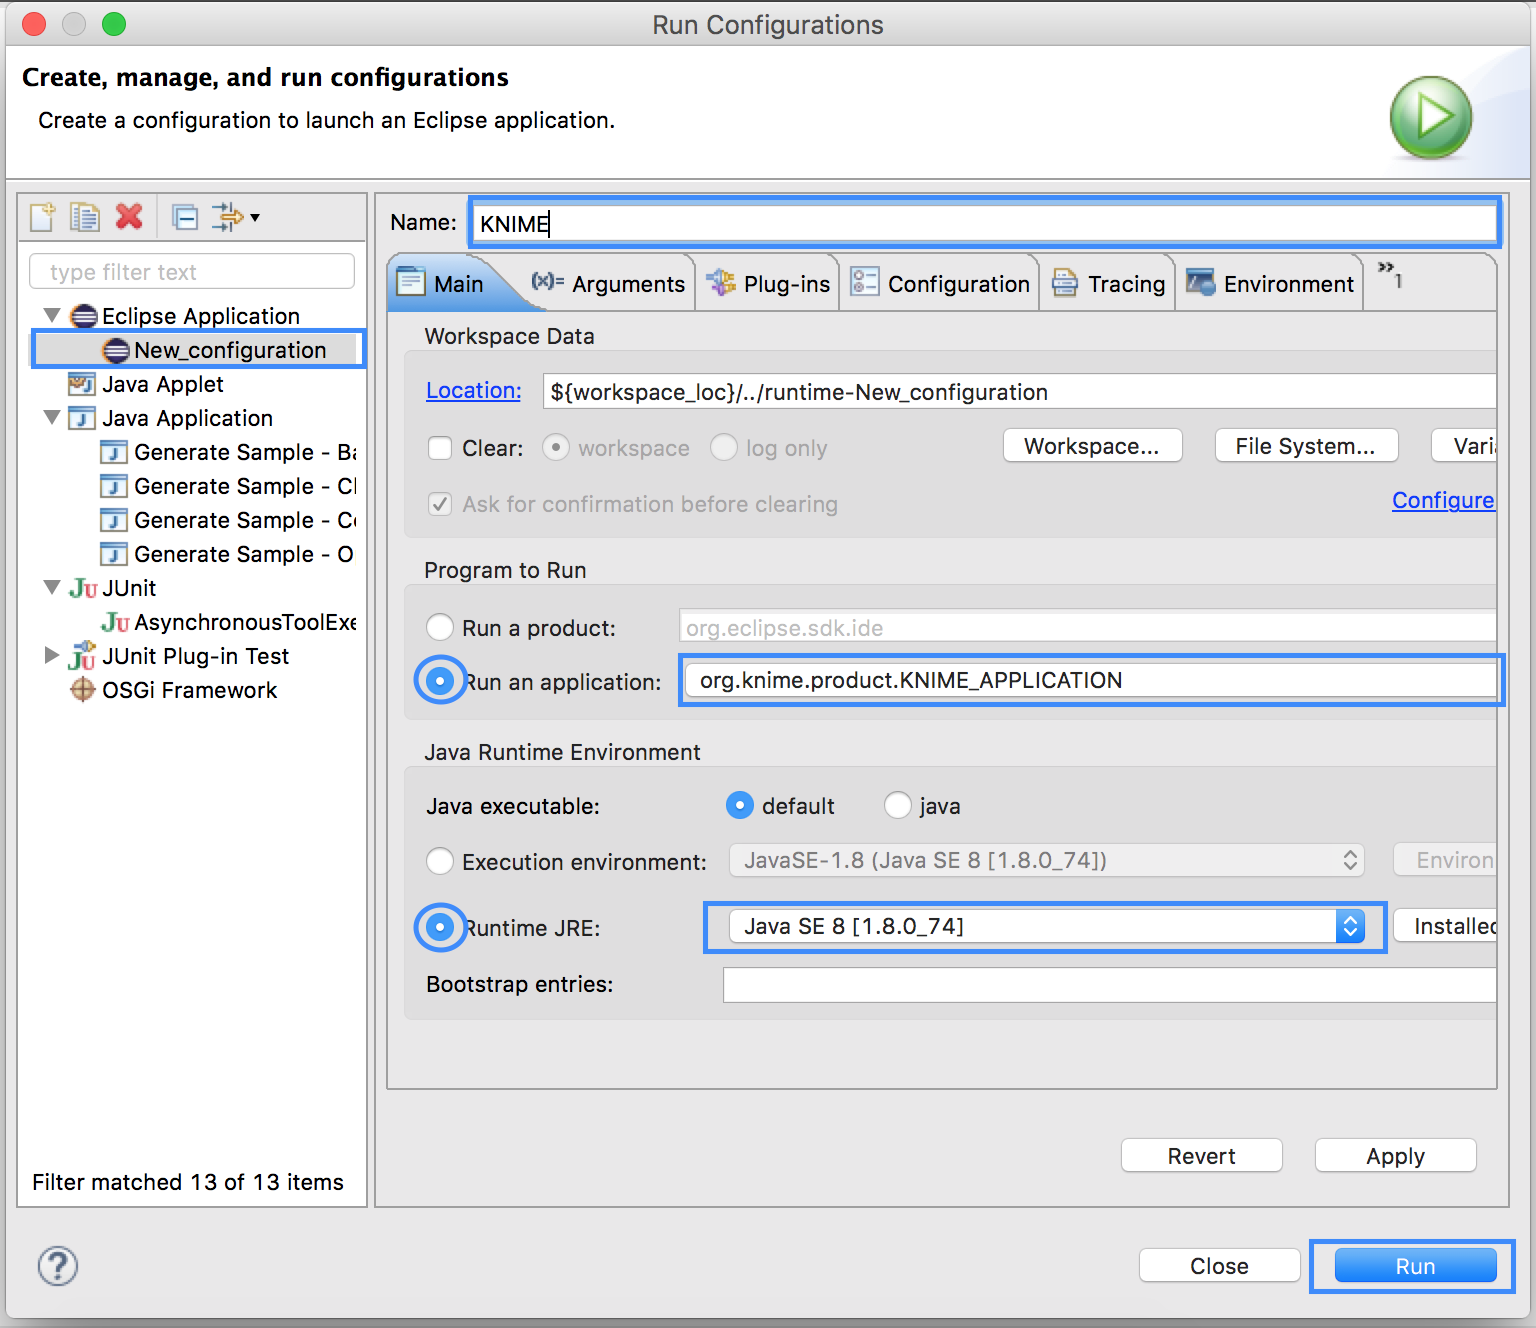 Run Configurations
Create, manage, and run configurations
Create a configuration to launch an Eclipse application.
type filter text
Eclipse Application
New_configuration
Java Applet
Java Application
Generate Sample - Ba
Generate Sample - Cl
Generate Sample - Co
Generate Sample - O
JUnit
AsynchronousToolExe
JUnit Plug-in Test
OSGi Framework
Filter matched 13 of 13 items
Name: KNIME
Main (x)= Arguments Plug-ins Configuration Tracing Environment »1
Workspace Data
Location: ${workspace_loc}/../runtime-New_configuration
Clear: workspace log only Workspace... File System... Vari
Ask for confirmation before clearing Configure
Program to Run
Run a product: org.eclipse.sdk.ide
Run an application: org.knime.product.KNIME_APPLICATION
Java Runtime Environment
Java executable: default java
Execution environment: JavaSE-1.8 (Java SE 8 [1.8.0_74]) Environ
Runtime JRE: Java SE 8 [1.8.0_74] Installed
Bootstrap entries:
Revert Apply
? Close Run